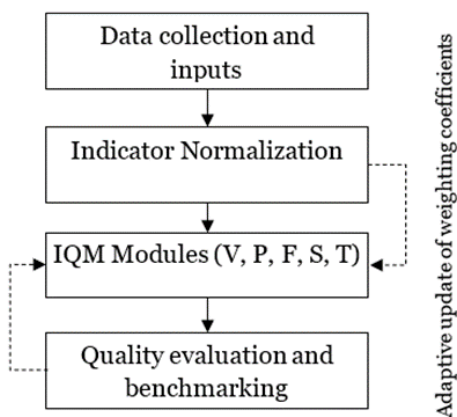 Data collection and
inputs
Indicator Normalization
IQM Modules (V, P, F, S, T)
Quality evaluation and
benchmarking
Adaptive update of weighting coefficients